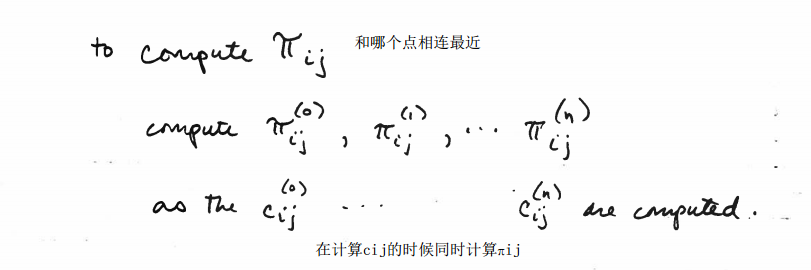 to compute πij 和哪个点相连最近
compute πij^(0), πij^(1), ... πij^(n)
as the cij^(0) ... cij^(n) are computed.
在计算cij的时候同时计算πij